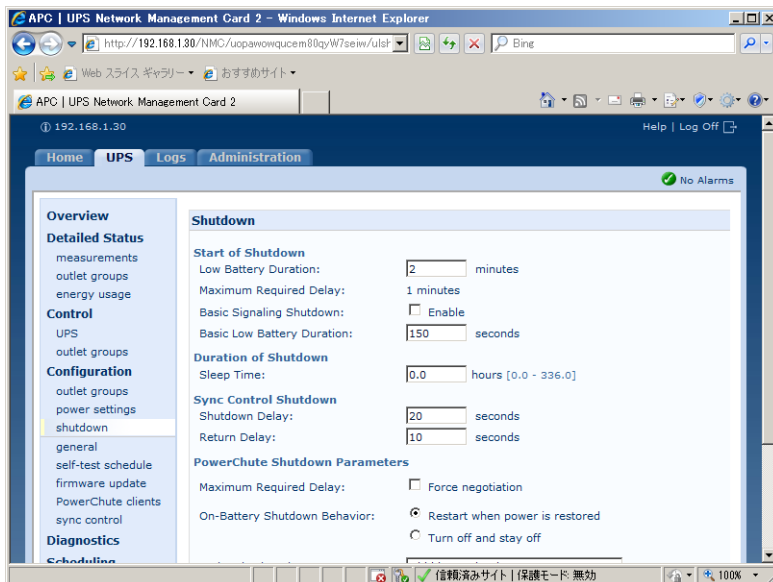 APC | UPS Network Management Card 2 - Windows Internet Explorer
http://192.168.1.30/NMC/uopawowqucem80qyW7seiw/ulsh
Bing
Web スライス ギャラリー
おすすめサイト
APC | UPS Network Management Card 2
192.168.1.30
Help | Log Off
Home UPS Logs Administration
No Alarms
Overview
Detailed Status
measurements
outlet groups
energy usage
Control
UPS
outlet groups
Configuration
outlet groups
power settings
shutdown
general
self-test schedule
firmware update
PowerChute clients
sync control
Diagnostics
Scheduling
Shutdown
Start of Shutdown
Low Battery Duration: 2 minutes
Maximum Required Delay: 1 minutes
Basic Signaling Shutdown: Enable
Basic Low Battery Duration: 150 seconds
Duration of Shutdown
Sleep Time: 0.0 hours [0.0 - 336.0]
Sync Control Shutdown
Shutdown Delay: 20 seconds
Return Delay: 10 seconds
PowerChute Shutdown Parameters
Maximum Required Delay: Force negotiation
On-Battery Shutdown Behavior: Restart when power is restored
Turn off and stay off
信頼済みサイト | 保護モード: 無効
100%